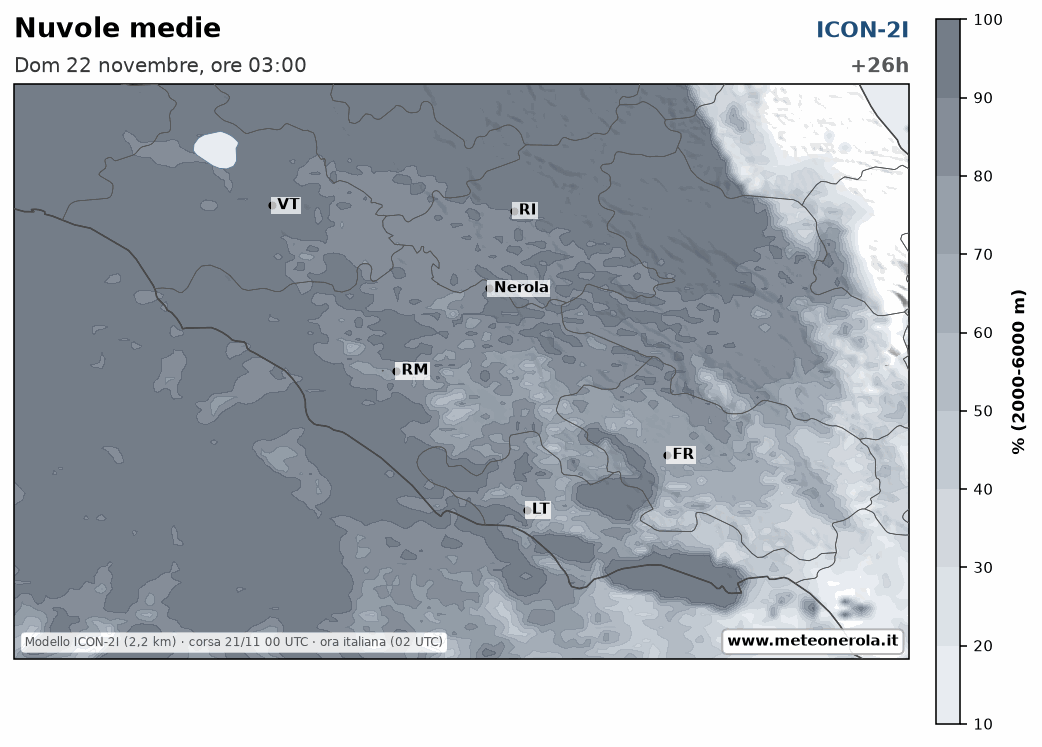 Nuvole medie
ICON-2I
Dom 22 novembre, ore 03:00
+26h
100
90
80
70
60
50
40
30
20
10
% (2000-6000 m)
VT
RI
Nerola
RM
FR
LT
Modello ICON-2I (2,2 km) · corsa 21/11 00 UTC · ora italiana (02 UTC)
www.meteonerola.it